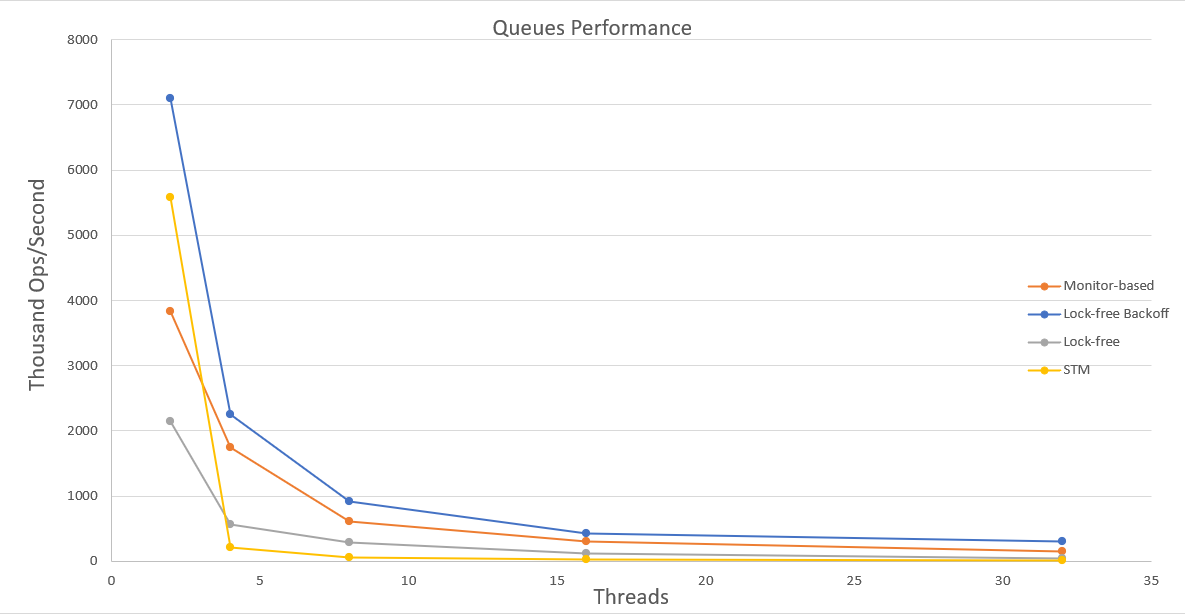 Queues Performance
8000
7000
6000
5000
4000
3000
2000
1000
0
Thousand Ops/Second
0 5 10 15 20 25 30 35
Threads
Monitor-based
Lock-free Backoff
Lock-free
STM